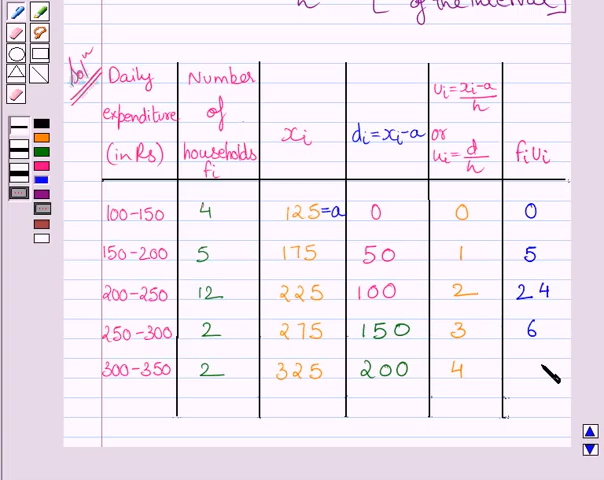 h [ of the interval]
Solⁿ
Daily expenditure (in Rs) | Number of households fi | xi | di=xi-a | ui=xi-a/h or ui=d/h | fiui
100-150 4 125=a 0 0 0
150-200 5 175 50 1 5
200-250 12 225 100 2 24
250-300 2 275 150 3 6
300-350 2 325 200 4